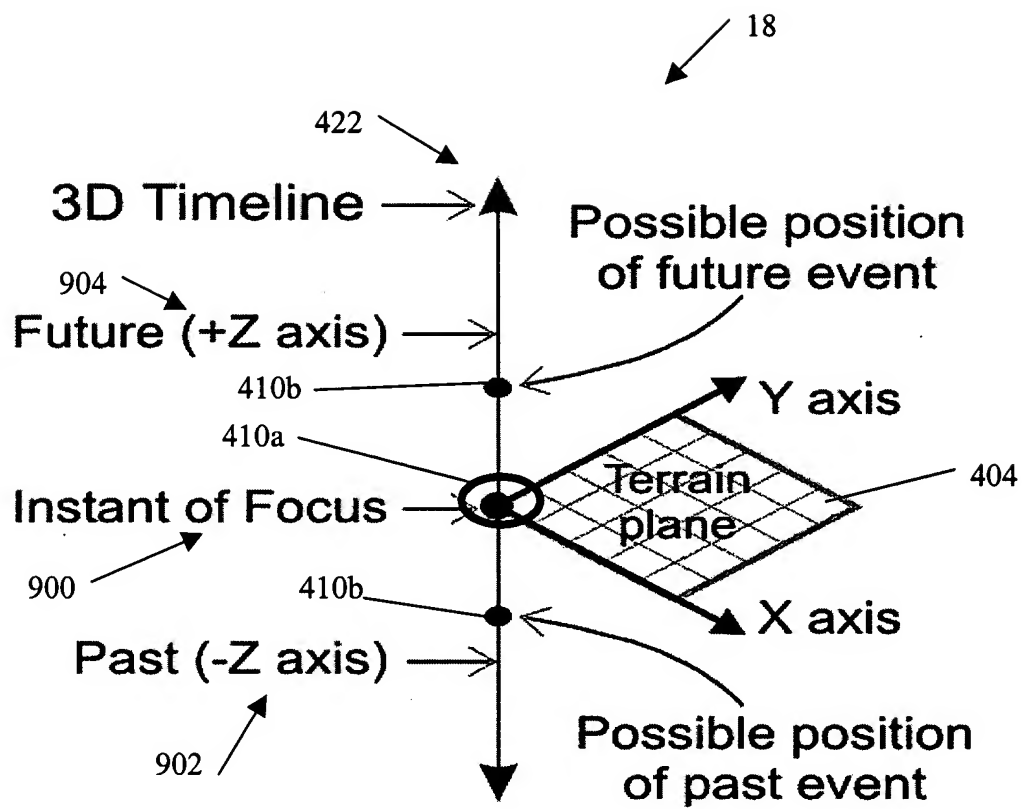 18
422
3D Timeline
Possible position
of future event
904
Future (+Z axis)
410b
Y axis
410a
Terrain
plane
404
Instant of Focus
900
410b
X axis
Past (-Z axis)
902
Possible position
of past event